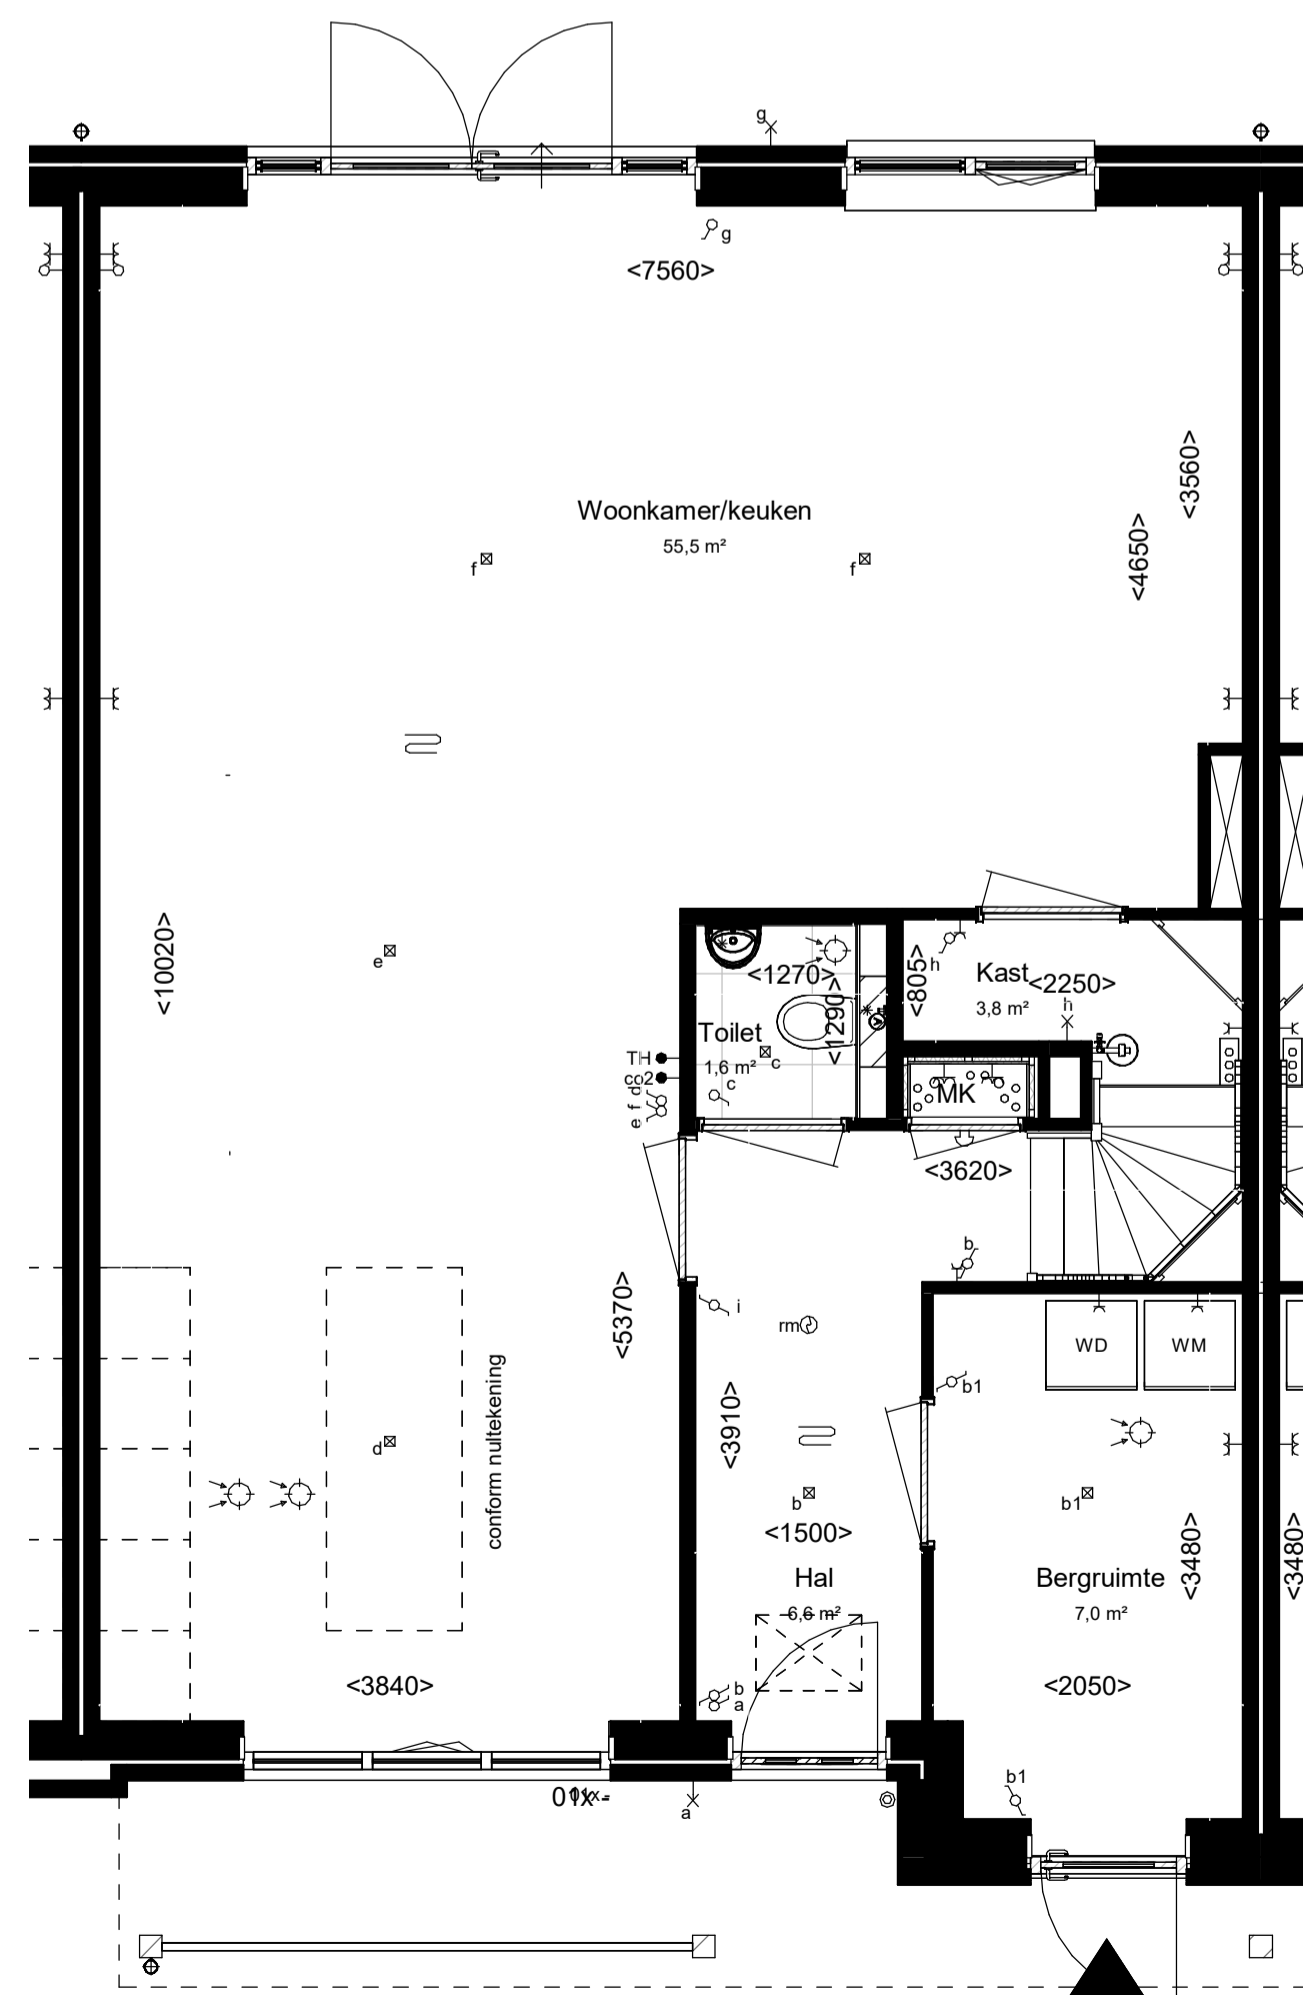 g
g
<7560>
<3560>
Woonkamer/keuken
55,5 m²
<4650>
f
f
<10020>
e
<1270>
<1290>
<805>
h
Kast
<2250>
3,8 m²
h
Toilet
1,6 m²
c
c
TH
co2
d
f
e
MK
<3620>
b
i
rm
<5370>
WD
WM
b1
<3910>
conform nultekening
d
b
b1
<1500>
<3480>
<3480>
Hal
6,6 m²
Bergruimte
7,0 m²
<3840>
<2050>
b
a
b1
01x-
a